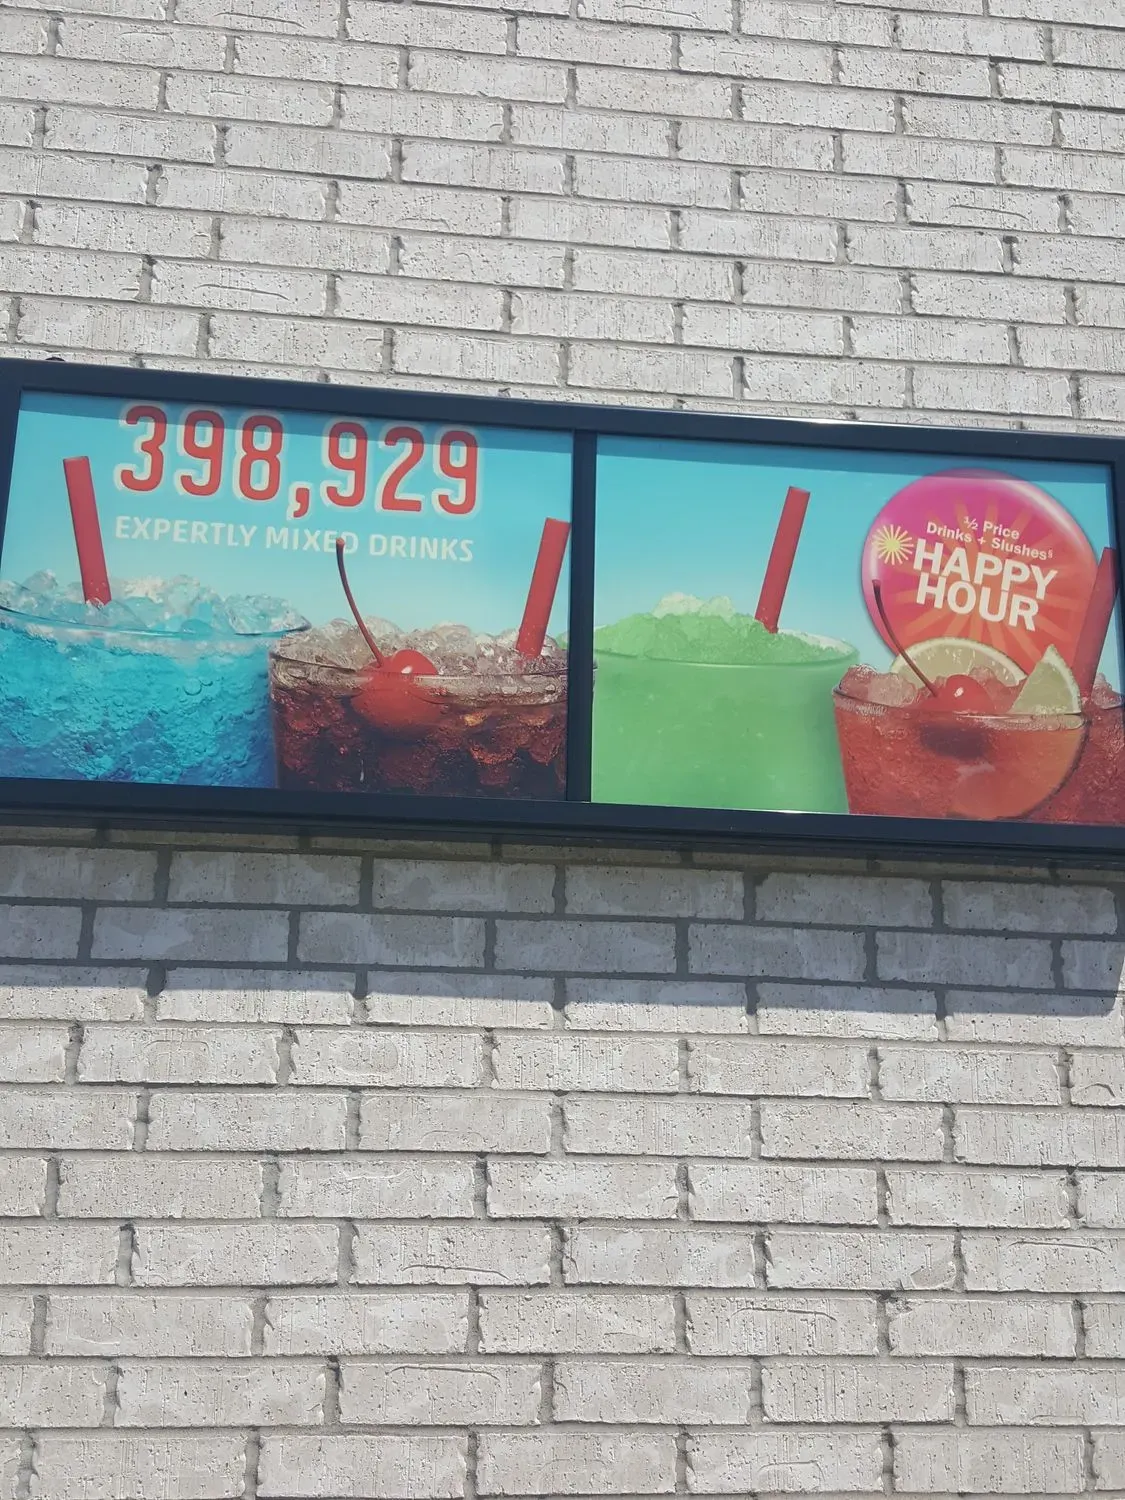 398,929
EXPERTLY MIXED DRINKS
½ Price
Drinks + Slushes§
HAPPY
HOUR